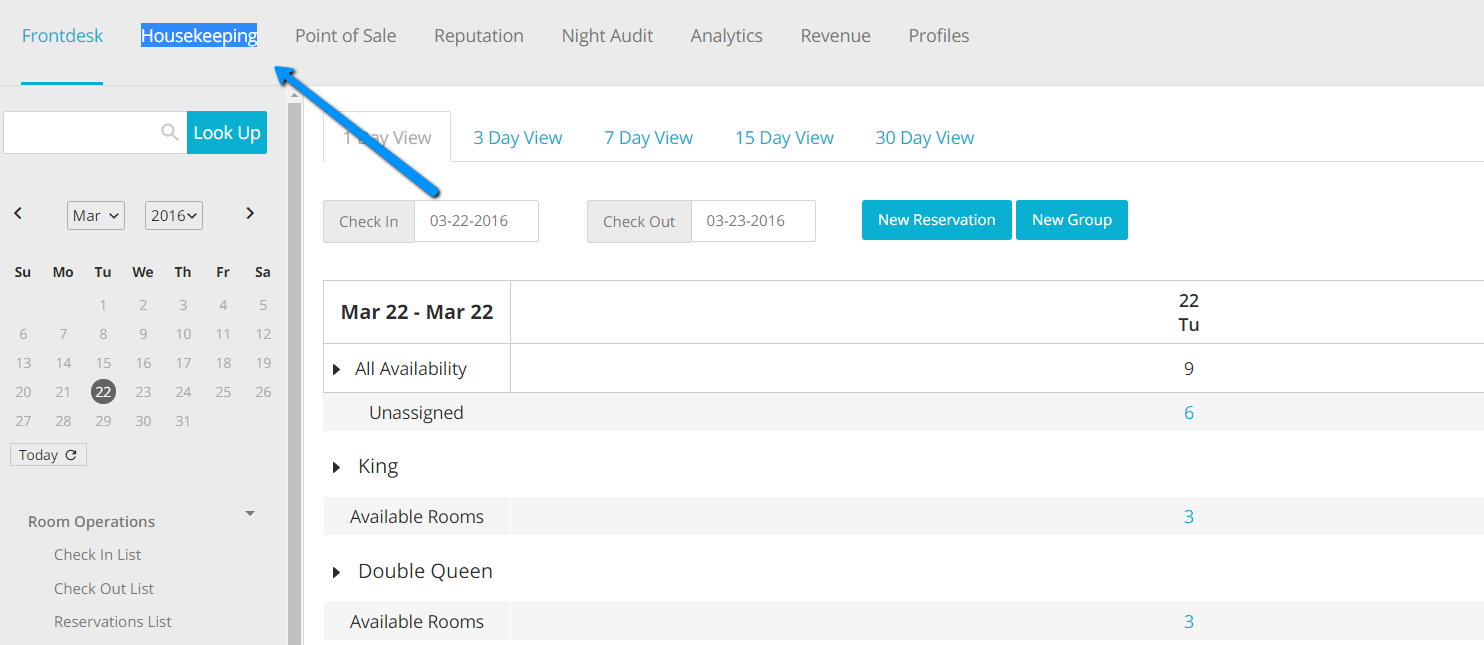 Frontdesk Housekeeping Point of Sale Reputation Night Audit Analytics Revenue Profiles
Look Up
1 Day View 3 Day View 7 Day View 15 Day View 30 Day View
Mar 2016
Check In 03-22-2016 Check Out 03-23-2016 New Reservation New Group
Su Mo Tu We Th Fr Sa
1 2 3 4 5
6 7 8 9 10 11 12
13 14 15 16 17 18 19
20 21 22 23 24 25 26
27 28 29 30 31
Today
Room Operations
Check In List
Check Out List
Reservations List
Mar 22 - Mar 22
22
Tu
All Availability 9
Unassigned 6
King
Available Rooms 3
Double Queen
Available Rooms 3